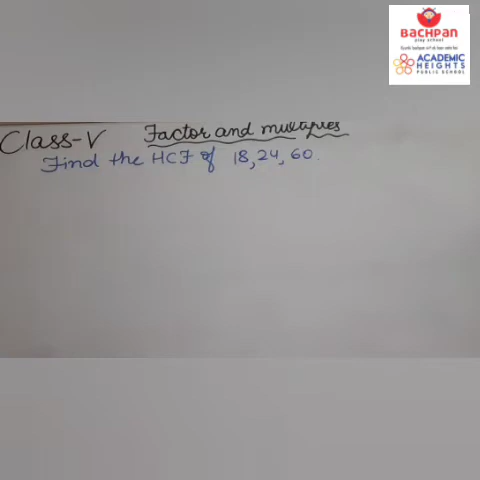 BACHPAN
play school
ACADEMIC
HEIGHTS
PUBLIC SCHOOL
Class-V Factor and multiples
Find the HCF of 18, 24, 60.